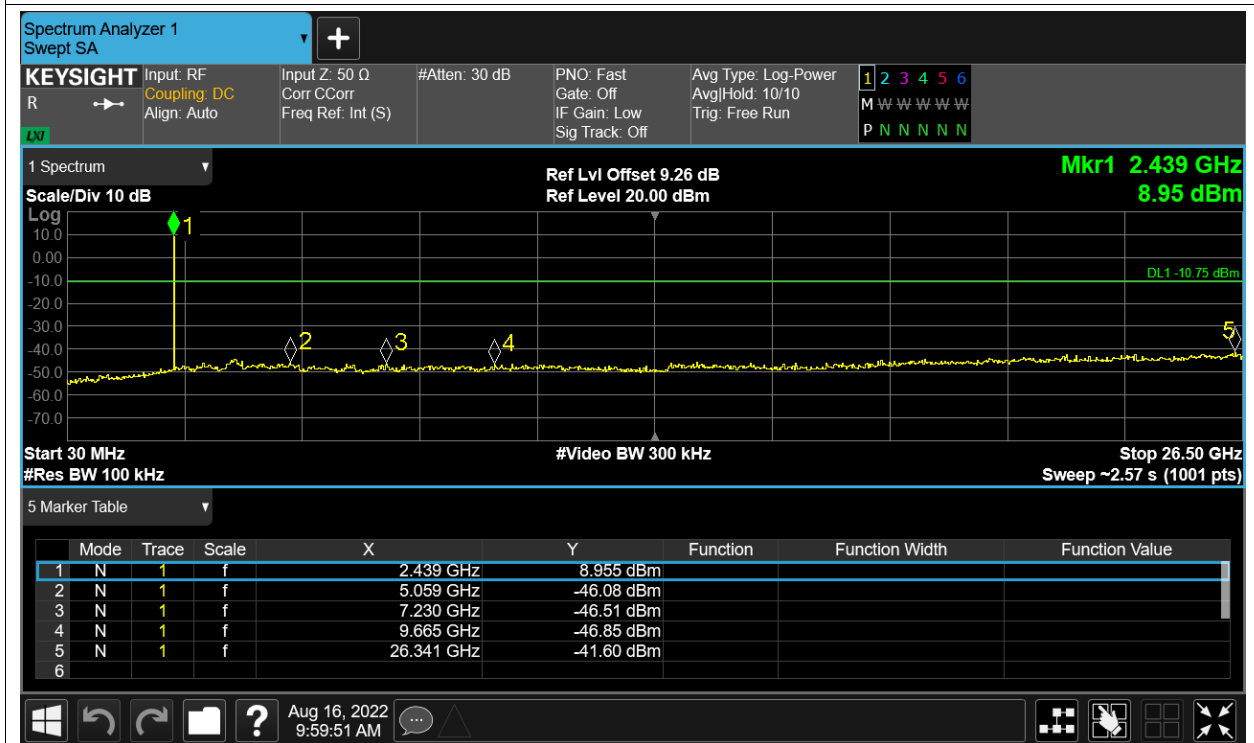 Spectrum Analyzer 1
Swept SA
KEYSIGHT
R
LXI
Input: RF
Coupling: DC
Align: Auto
Input Z: 50 Ω
Corr CCorr
Freq Ref: Int (S)
#Atten: 30 dB
PNO: Fast
Gate: Off
IF Gain: Low
Sig Track: Off
Avg Type: Log-Power
Avg|Hold: 10/10
Trig: Free Run
1 2 3 4 5 6
M W W W W W
P N N N N N
1 Spectrum
Scale/Div 10 dB
Ref Lvl Offset 9.26 dB
Ref Level 20.00 dBm
Mkr1 2.439 GHz
8.95 dBm
Log
10.0
0.00
-10.0
-20.0
-30.0
-40.0
-50.0
-60.0
-70.0
1
DL1 -10.75 dBm
2
3
4
5
Start 30 MHz
#Res BW 100 kHz
#Video BW 300 kHz
Stop 26.50 GHz
Sweep ~2.57 s (1001 pts)
5 Marker Table
Mode Trace Scale X Y Function Function Width Function Value
1 N 1 f 2.439 GHz 8.955 dBm
2 N 1 f 5.059 GHz -46.08 dBm
3 N 1 f 7.230 GHz -46.51 dBm
4 N 1 f 9.665 GHz -46.85 dBm
5 N 1 f 26.341 GHz -41.60 dBm
6
?
Aug 16, 2022
9:59:51 AM